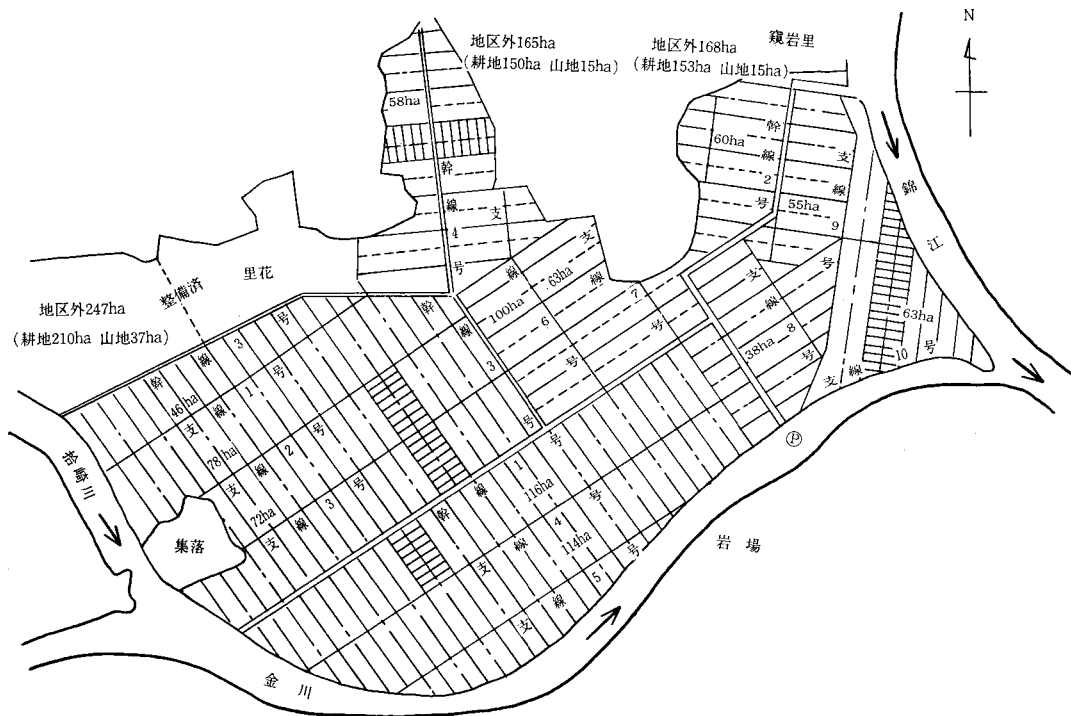 地区外165ha
(耕地150ha 山地15ha)
地区外168ha
(耕地153ha 山地15ha)
窺岩里
N
58ha
幹線4号
60ha
幹線2号
支線9号
55ha
錦江
63ha
支線10号
里花
整備済
地区外247ha
(耕地210ha 山地37ha)
幹線3号
46ha
支線1号
78ha
支線2号
72ha
支線3号
幹線3号
100ha
支線6号
63ha
支線7号
支線8号
38ha
幹線1号
116ha
支線4号
114ha
支線5号
集落
P
岩場
金川